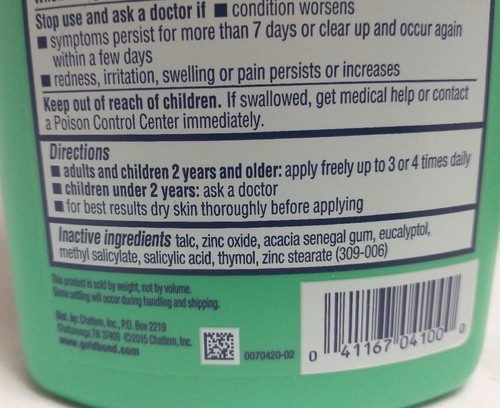 Stop use and ask a doctor if ■ condition worsens
■ symptoms persist for more than 7 days or clear up and occur again
within a few days
■ redness, irritation, swelling or pain persists or increases
Keep out of reach of children. If swallowed, get medical help or contact
a Poison Control Center immediately.
Directions
■ adults and children 2 years and older: apply freely up to 3 or 4 times daily
■ children under 2 years: ask a doctor
■ for best results dry skin thoroughly before applying
Inactive ingredients talc, zinc oxide, acacia senegal gum, eucalyptol,
methyl salicylate, salicylic acid, thymol, zinc stearate (309-006)
This product is sold by weight, not by volume.
Some settling will occur during handling and shipping.
Dist. by: Chattem, Inc., P.O. Box 2219
Chattanooga, TN 37409 ©2015 Chattem, Inc.
www.goldbond.com
0070420-02
0 41167 04100 0